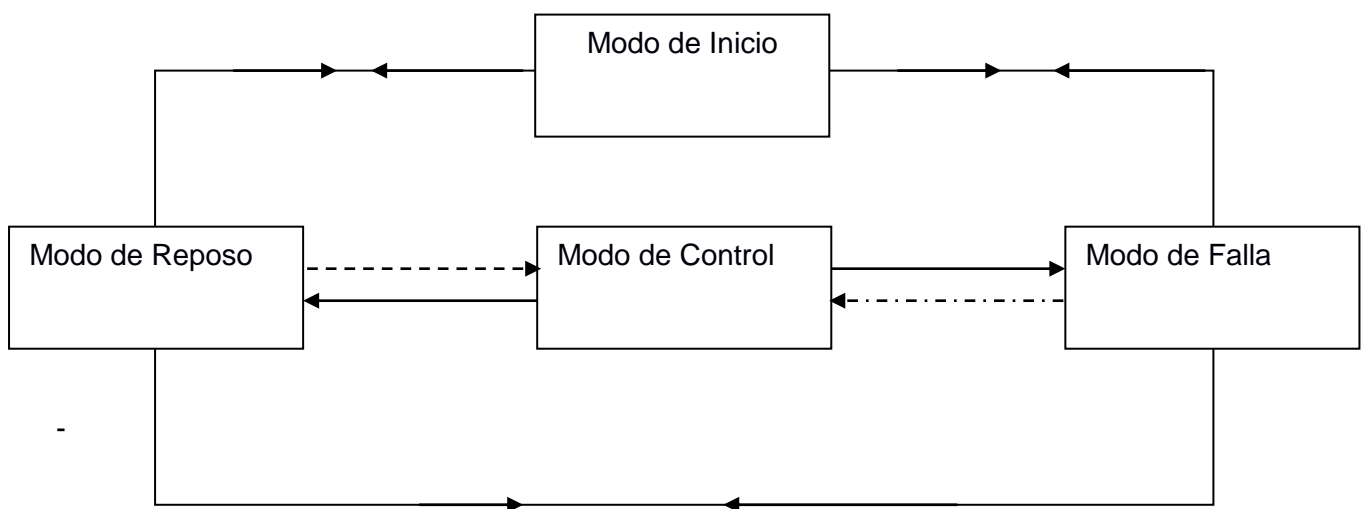 Modo de Inicio
Modo de Reposo
Modo de Control
Modo de Falla
-